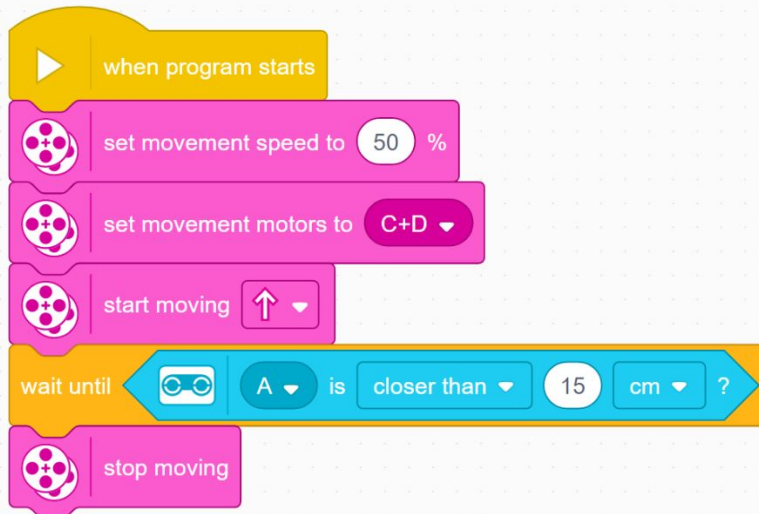 when program starts
set movement speed to 50 %
set movement motors to C+D
start moving
wait until A is closer than 15 cm ?
stop moving